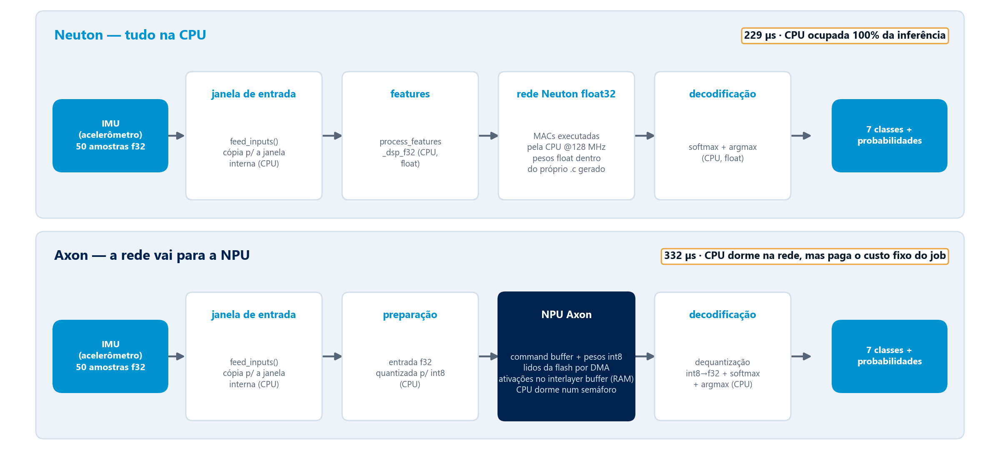 Neuton — tudo na CPU
229 µs · CPU ocupada 100% da inferência
IMU
(acelerômetro)
50 amostras f32
janela de entrada
feed_inputs()
cópia p/ a janela
interna (CPU)
features
process_features
_dsp_f32 (CPU,
float)
rede Neuton float32
MACs executadas
pela CPU @128 MHz
pesos float dentro
do próprio .c gerado
decodificação
softmax + argmax
(CPU, float)
7 classes +
probabilidades
Axon — a rede vai para a NPU
332 µs · CPU dorme na rede, mas paga o custo fixo do job
IMU
(acelerômetro)
50 amostras f32
janela de entrada
feed_inputs()
cópia p/ a janela
interna (CPU)
preparação
entrada f32
quantizada p/ int8
(CPU)
NPU Axon
command buffer + pesos int8
lidos da flash por DMA
ativações no interlayer buffer (RAM)
CPU dorme num semáforo
decodificação
dequantização
int8→f32 + softmax
+ argmax (CPU)
7 classes +
probabilidades